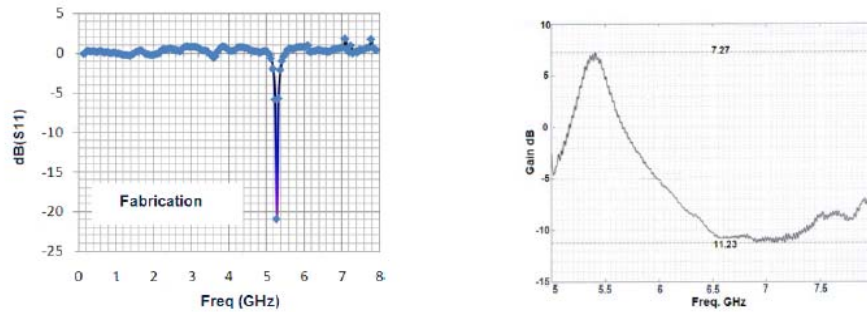 5
0
-5
-10
-15
-20
-25
dB(S11)
Fabrication
0 1 2 3 4 5 6 7 8
Freq (GHz)
10
5
0
-5
-10
-15
Gain dB
7.27
11.23
5 5.5 6 6.5 7 7.5
Freq. GHz